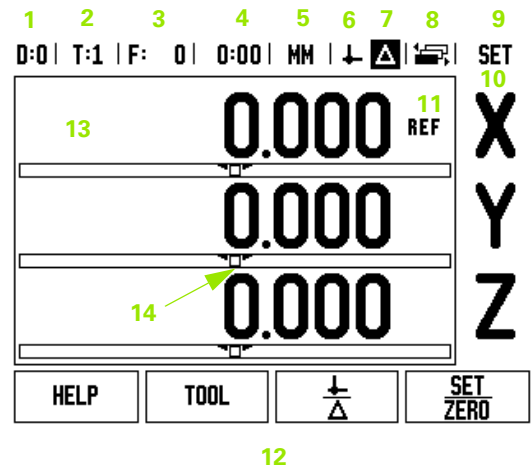 1 2 3 4 5 6 7 8 9
D:0 T:1 F: 0 0:00 MM Δ SET
10
13 0.000 11 REF X
0.000 Y
14 0.000 Z
HELP TOOL Δ SET
ZERO
12